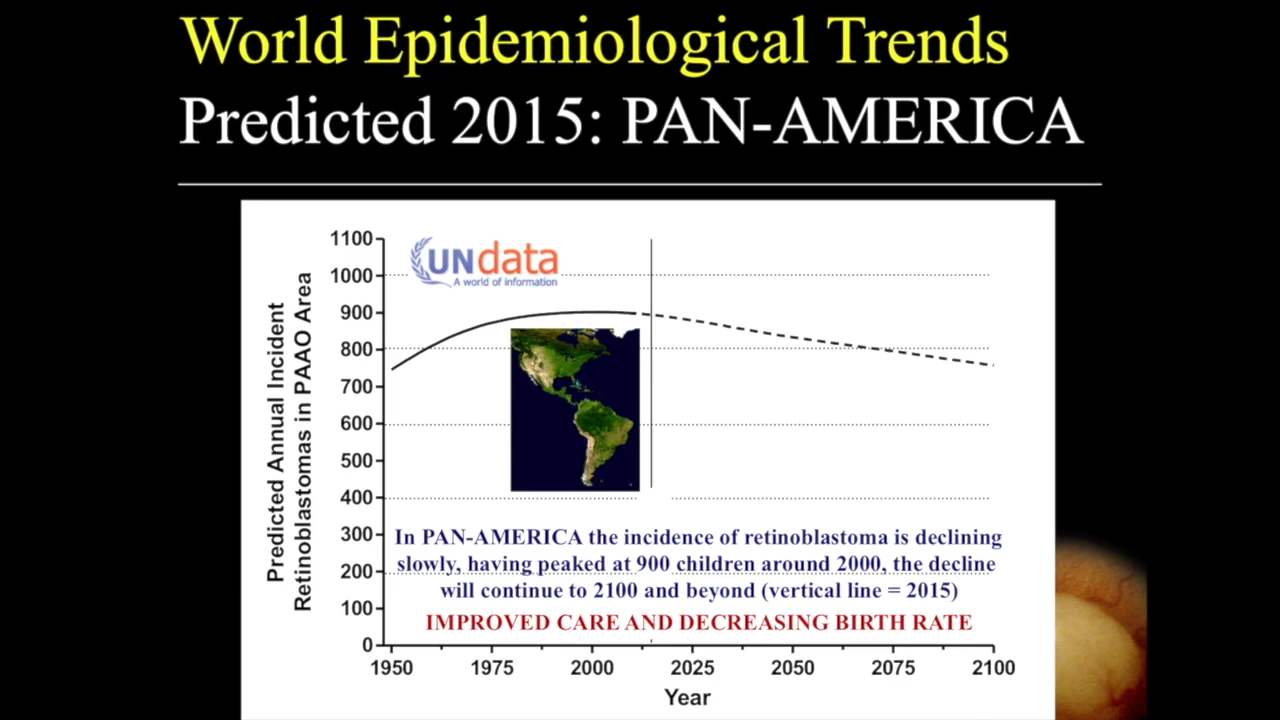 World Epidemiological Trends
Predicted 2015: PAN-AMERICA
UNdata
A world of information
Predicted Annual Incident
Retinoblastomas in PAAO Area
1100
1000
900
800
700
600
500
400
300
200
100
0
In PAN-AMERICA the incidence of retinoblastoma is declining
slowly, having peaked at 900 children around 2000, the decline
will continue to 2100 and beyond (vertical line = 2015)
IMPROVED CARE AND DECREASING BIRTH RATE
1950 1975 2000 2025 2050 2075 2100
Year